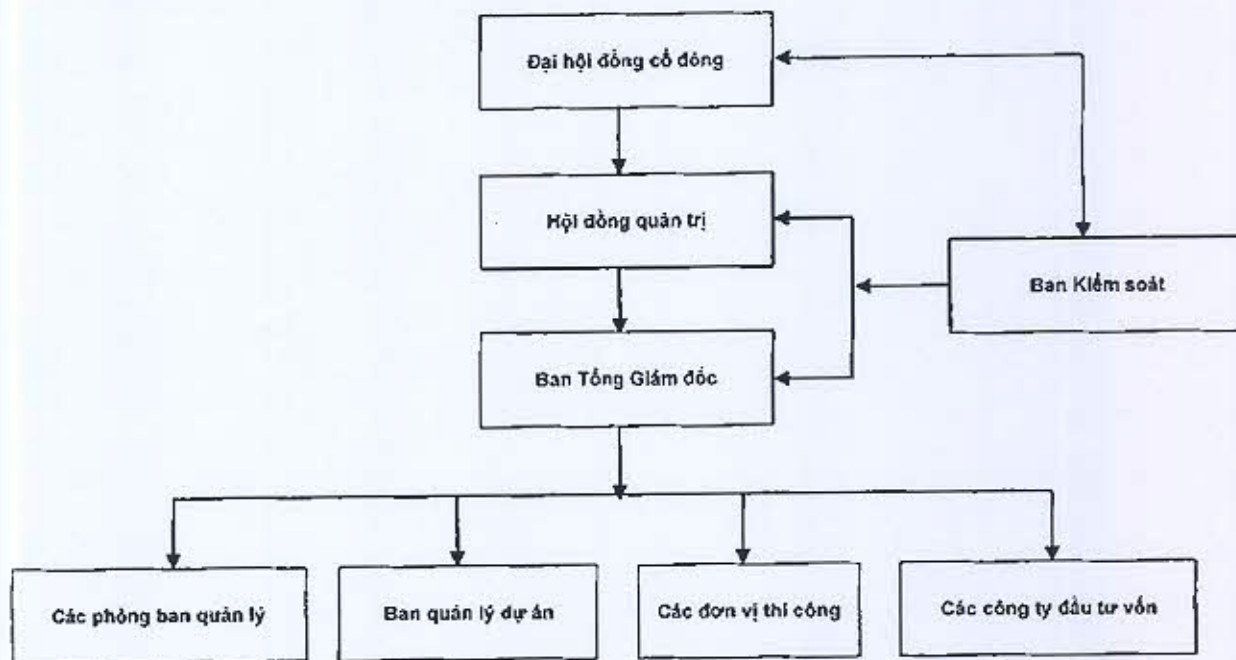 Đại hội đồng cổ đông
Hội đồng quản trị
Ban Kiểm soát
Ban Tổng Giám đốc
Các phòng ban quản lý
Ban quản lý dự án
Các đơn vị thi công
Các công ty đầu tư vốn